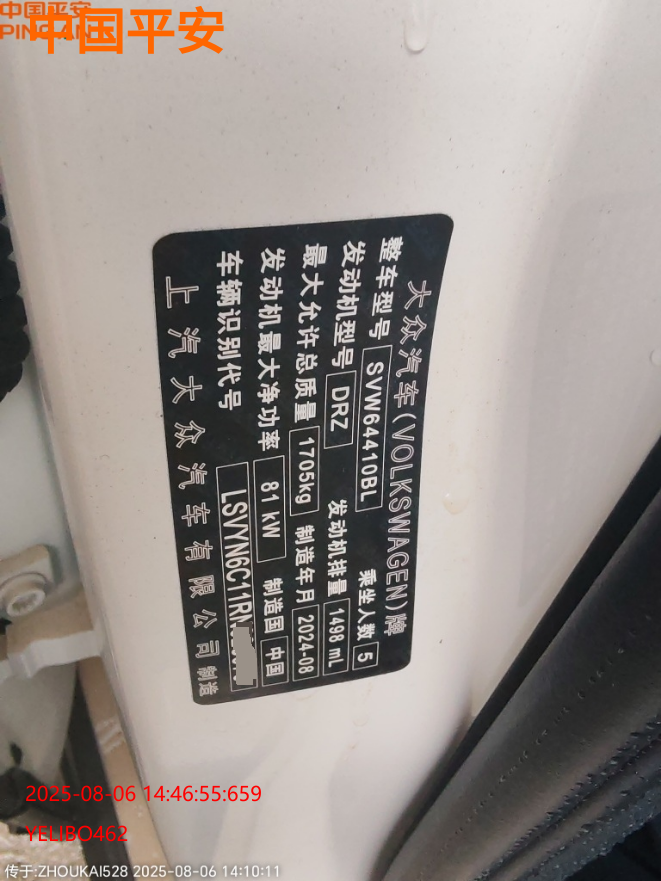 中国平安
PING AN
中国平安
大众汽车(VOLKSWAGEN)牌
整车型号 SVW64410BL 乘坐人数 5
发动机型号 DRZ 发动机排量 1498 mL
最大允许总质量 1705kg 制造年月 2024-08
发动机最大净功率 81 kW 制造国 中国
车辆识别代号 LSVYN6C11RN
上汽大众汽车有限公司制造
2025-08-06 14:46:55:659
YELIBO462
传于:ZHOUKAI528 2025-08-06 14:10:11